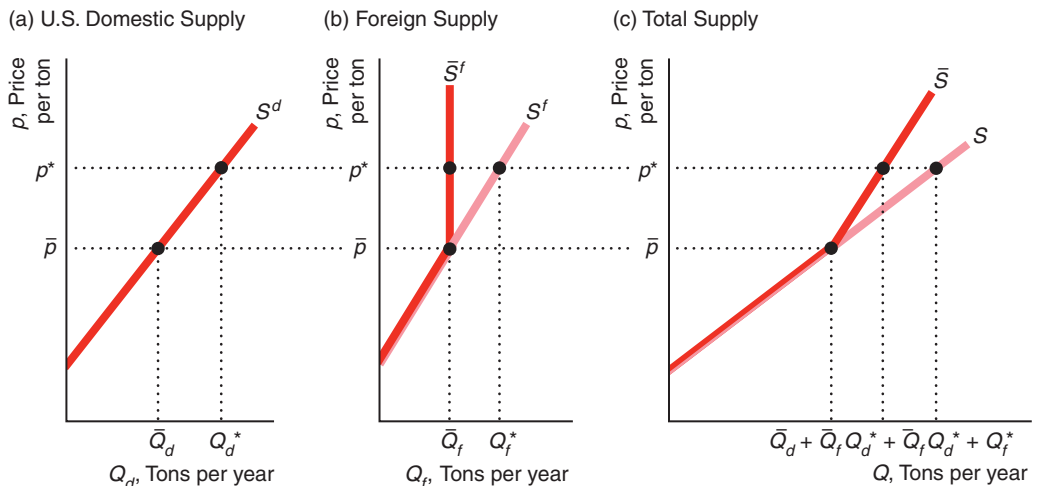 (a) U.S. Domestic Supply
p, Price
per ton
S^d
p*
p̄
Q̄_d
Q_d*
Q_d, Tons per year
(b) Foreign Supply
p, Price
per ton
S̄^f
S^f
p*
p̄
Q̄_f
Q_f*
Q_f, Tons per year
(c) Total Supply
p, Price
per ton
S̄
S
p*
p̄
Q̄_d + Q̄_f
Q_d* + Q̄_f
Q_d* + Q_f*
Q, Tons per year